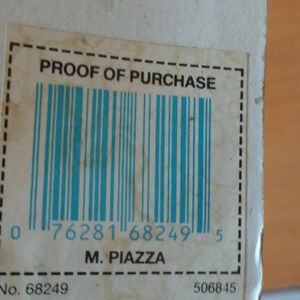 PROOF OF PURCHASE
0 76281 68249 5
M. PIAZZA
No. 68249 506845